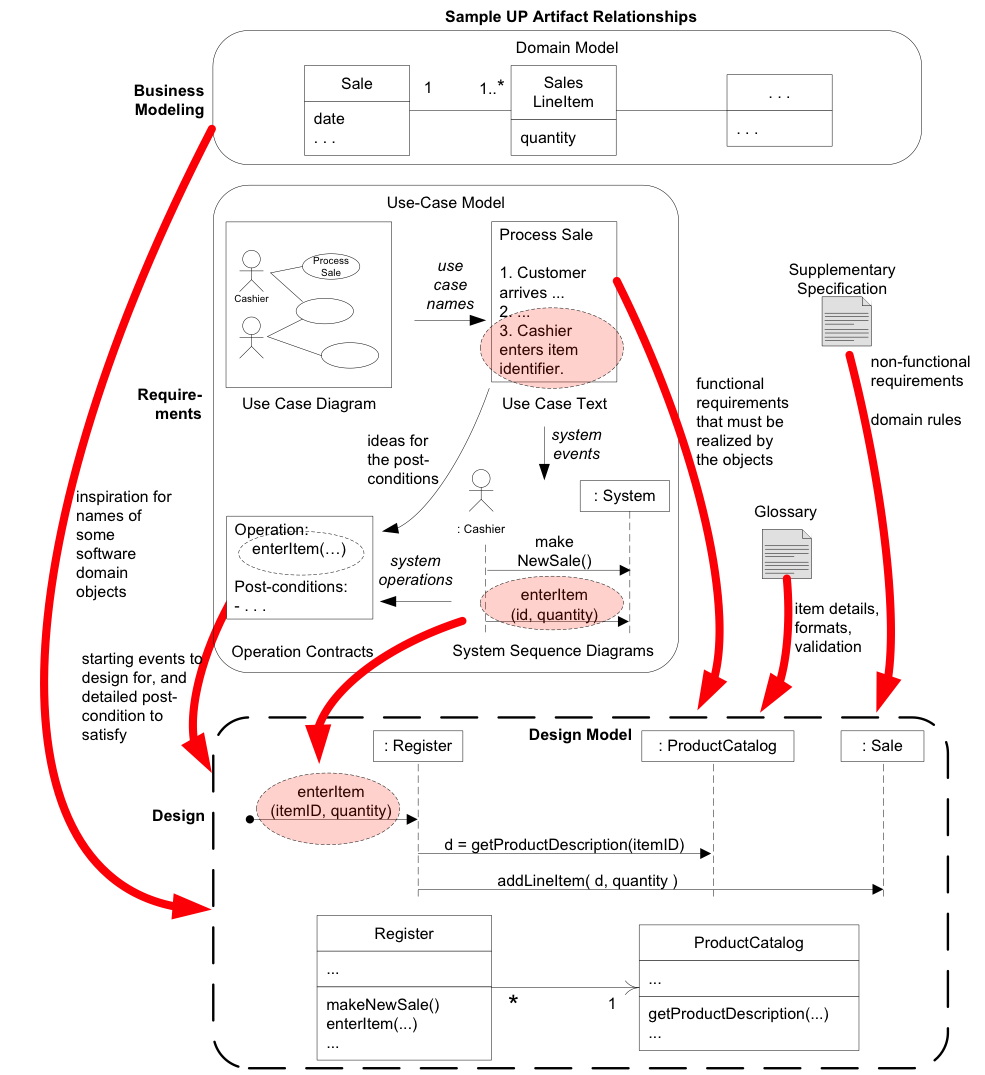 Sample UP Artifact Relationships
Domain Model
Business
Modeling
Sale
date
. . .
1
1..*
Sales
LineItem
quantity
. . .
. . .
Use-Case Model
Process
Sale
Cashier
Use Case Diagram
use
case
names
Process Sale
1. Customer
arrives ...
2. ...
3. Cashier
enters item
identifier.
Use Case Text
Require-
ments
ideas for
the post-
conditions
system
events
: Cashier
: System
make
NewSale()
enterItem
(id, quantity)
System Sequence Diagrams
system
operations
Operation:
enterItem(…)
Post-conditions:
- . . .
Operation Contracts
Supplementary
Specification
non-functional
requirements
domain rules
functional
requirements
that must be
realized by
the objects
Glossary
item details,
formats,
validation
inspiration for
names of
some
software
domain
objects
starting events to
design for, and
detailed post-
condition to
satisfy
Design Model
Design
: Register
: ProductCatalog
: Sale
enterItem
(itemID, quantity)
d = getProductDescription(itemID)
addLineItem( d, quantity )
Register
...
makeNewSale()
enterItem(...)
...
*
1
ProductCatalog
...
getProductDescription(...)
...